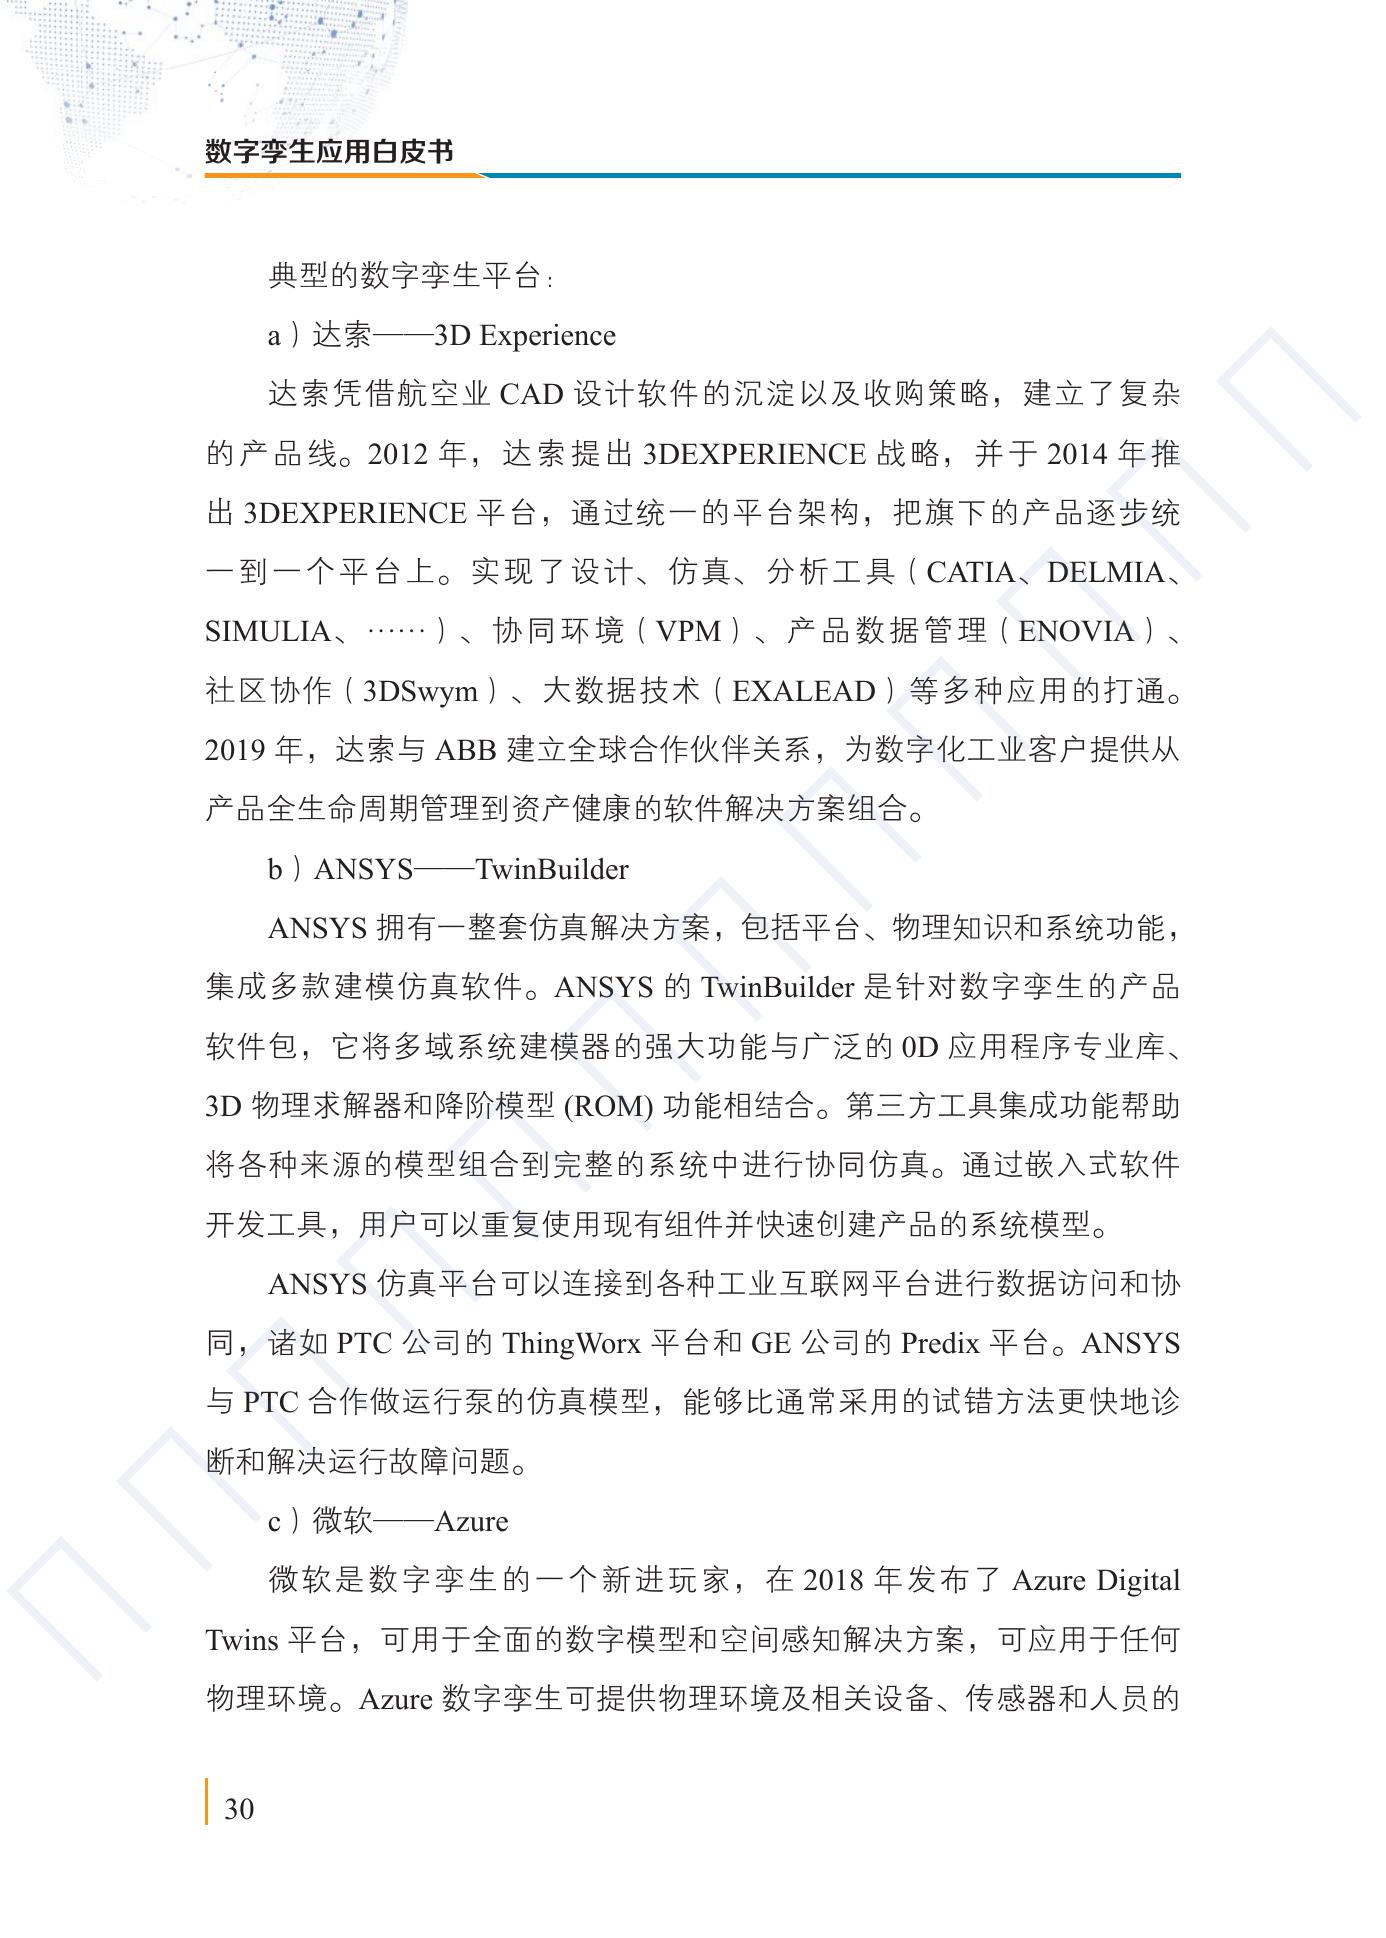 数字孪生应用白皮书
典型的数字孪生平台：
a）达索——3D Experience
达索凭借航空业 CAD 设计软件的沉淀以及收购策略，建立了复杂
的产品线。2012 年，达索提出 3DEXPERIENCE 战略，并于 2014 年推
出 3DEXPERIENCE 平台，通过统一的平台架构，把旗下的产品逐步统
一到一个平台上。实现了设计、仿真、分析工具（CATIA、DELMIA、
SIMULIA、……）、协同环境（VPM）、产品数据管理（ENOVIA）、
社区协作（3DSwym）、大数据技术（EXALEAD）等多种应用的打通。
2019 年，达索与 ABB 建立全球合作伙伴关系，为数字化工业客户提供从
产品全生命周期管理到资产健康的软件解决方案组合。
b）ANSYS——TwinBuilder
ANSYS 拥有一整套仿真解决方案，包括平台、物理知识和系统功能，
集成多款建模仿真软件。ANSYS 的 TwinBuilder 是针对数字孪生的产品
软件包，它将多域系统建模器的强大功能与广泛的 0D 应用程序专业库、
3D 物理求解器和降阶模型 (ROM) 功能相结合。第三方工具集成功能帮助
将各种来源的模型组合到完整的系统中进行协同仿真。通过嵌入式软件
开发工具，用户可以重复使用现有组件并快速创建产品的系统模型。
ANSYS 仿真平台可以连接到各种工业互联网平台进行数据访问和协
同，诸如 PTC 公司的 ThingWorx 平台和 GE 公司的 Predix 平台。ANSYS
与 PTC 合作做运行泵的仿真模型，能够比通常采用的试错方法更快地诊
断和解决运行故障问题。
c）微软——Azure
微软是数字孪生的一个新进玩家，在 2018 年发布了 Azure Digital
Twins 平台，可用于全面的数字模型和空间感知解决方案，可应用于任何
物理环境。Azure 数字孪生可提供物理环境及相关设备、传感器和人员的
30